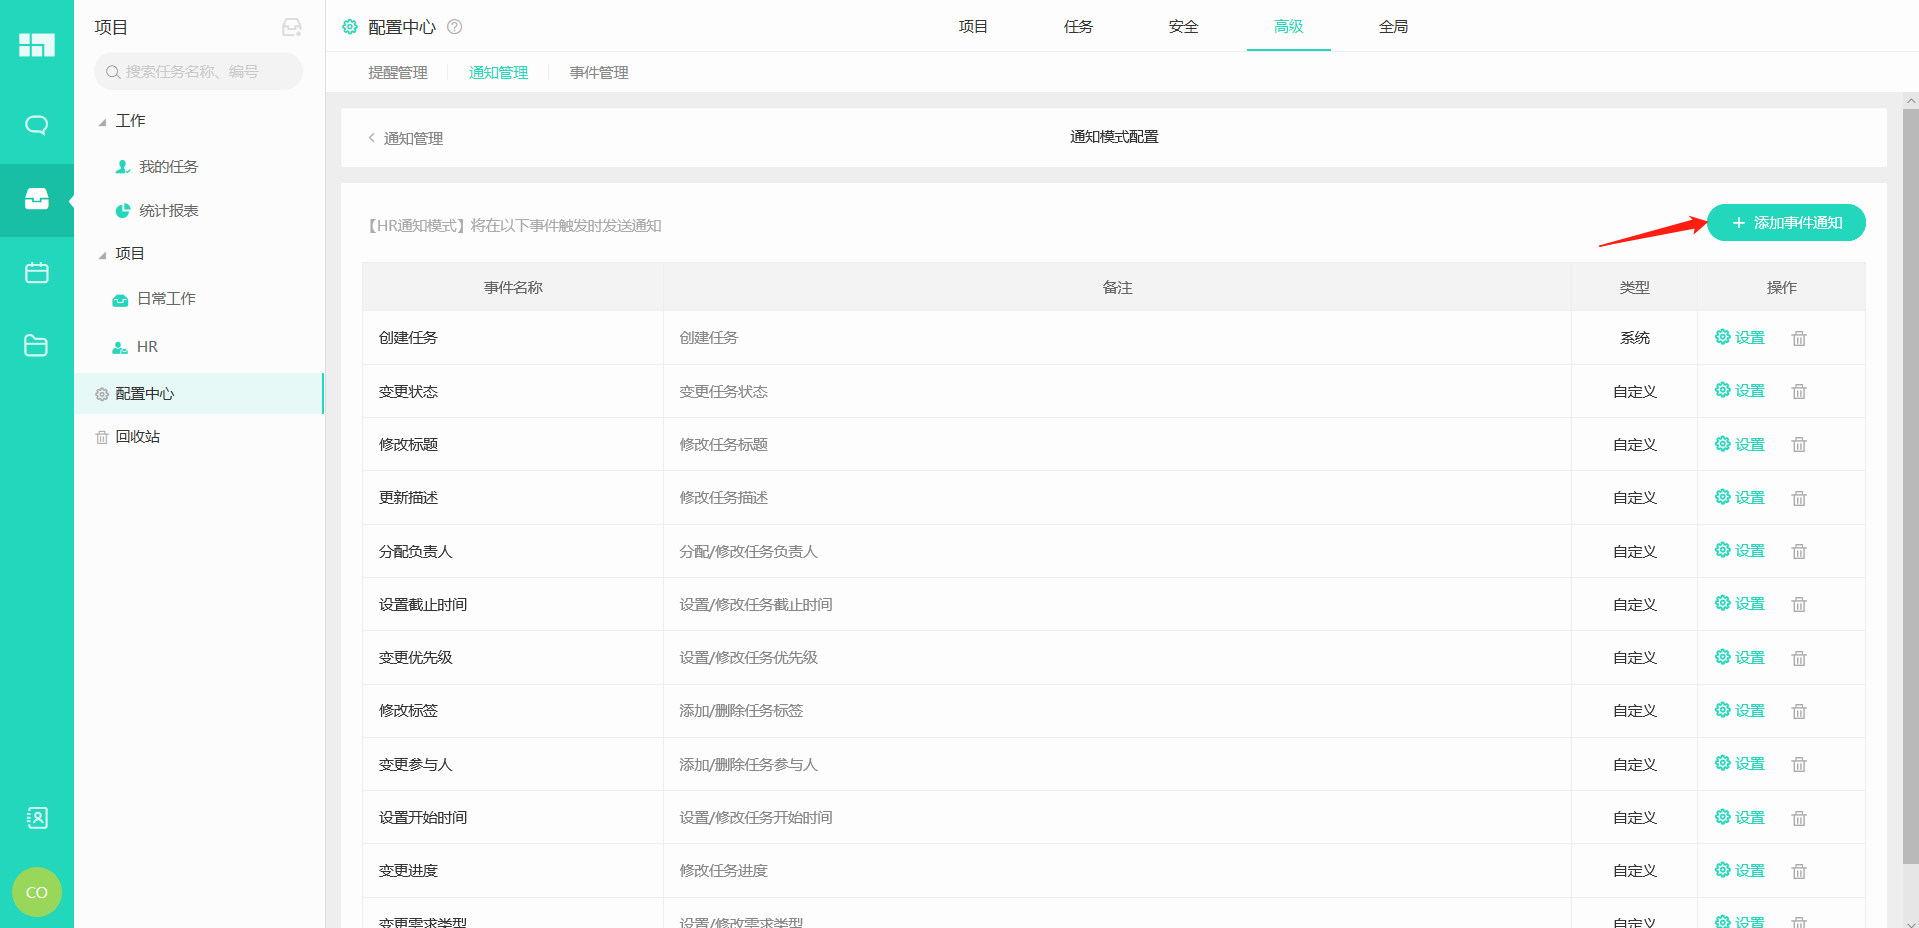 项目
搜索任务名称、编号
工作
我的任务
统计报表
项目
日常工作
HR
配置中心
回收站
CO
配置中心
项目 任务 安全 高级 全局
提醒管理 通知管理 事件管理
通知管理
通知模式配置
【HR通知模式】将在以下事件触发时发送通知
添加事件通知
事件名称 备注 类型 操作
创建任务 创建任务 系统 设置
变更状态 变更任务状态 自定义 设置
修改标题 修改任务标题 自定义 设置
更新描述 修改任务描述 自定义 设置
分配负责人 分配/修改任务负责人 自定义 设置
设置截止时间 设置/修改任务截止时间 自定义 设置
变更优先级 设置/修改任务优先级 自定义 设置
修改标签 添加/删除任务标签 自定义 设置
变更参与人 添加/删除任务参与人 自定义 设置
设置开始时间 设置/修改任务开始时间 自定义 设置
变更进度 修改任务进度 自定义 设置
变更需求类型 设置/修改需求类型 自定义 设置